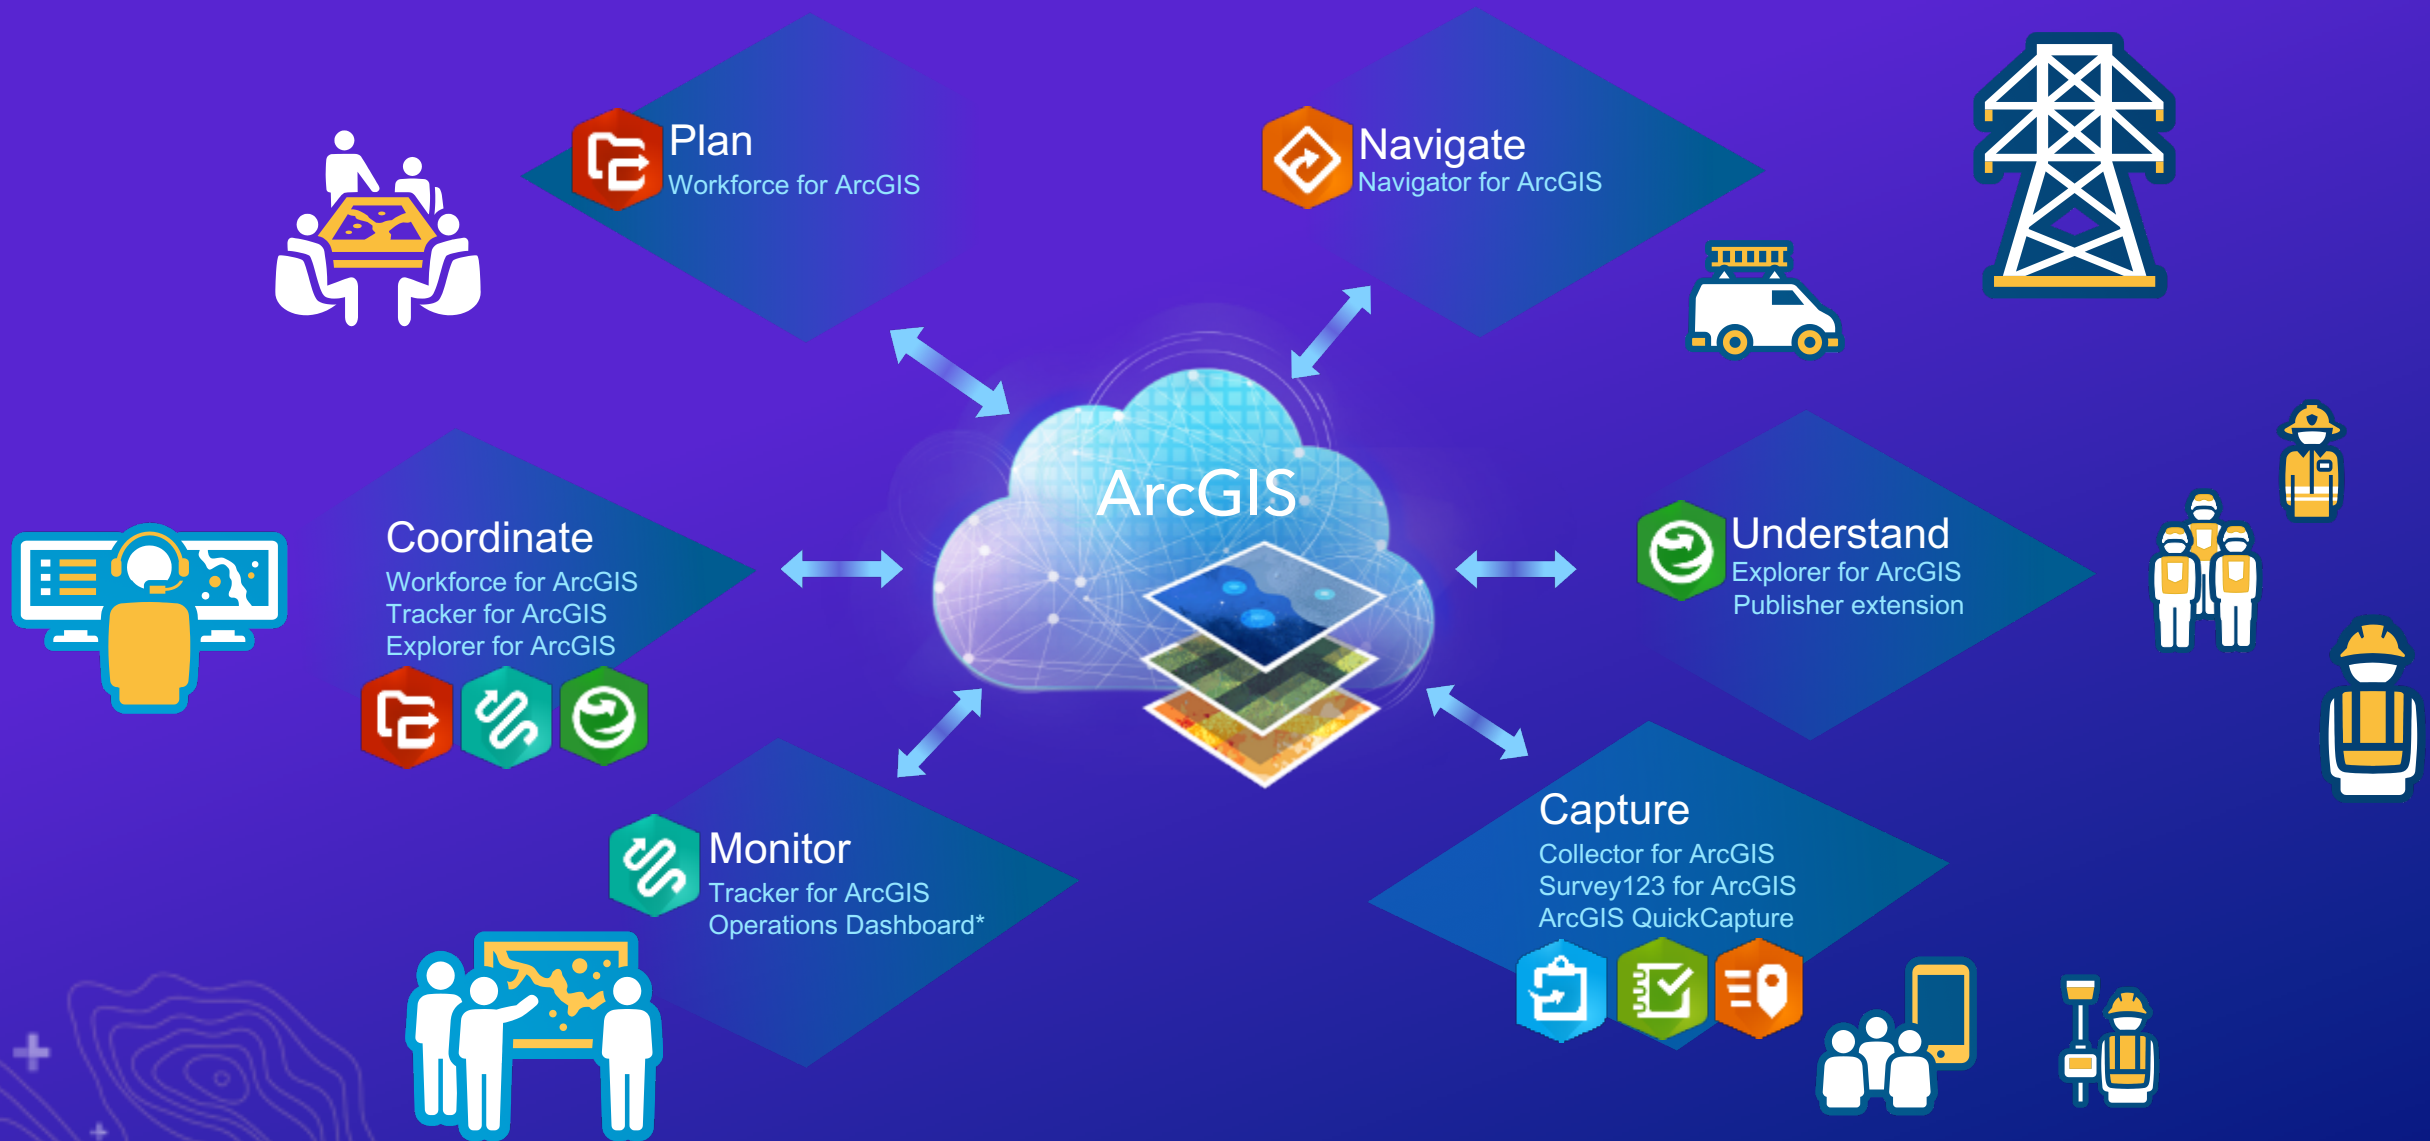 Plan
Workforce for ArcGIS
Navigate
Navigator for ArcGIS
ArcGIS
Coordinate
Workforce for ArcGIS
Tracker for ArcGIS
Explorer for ArcGIS
Understand
Explorer for ArcGIS
Publisher extension
Monitor
Tracker for ArcGIS
Operations Dashboard*
Capture
Collector for ArcGIS
Survey123 for ArcGIS
ArcGIS QuickCapture